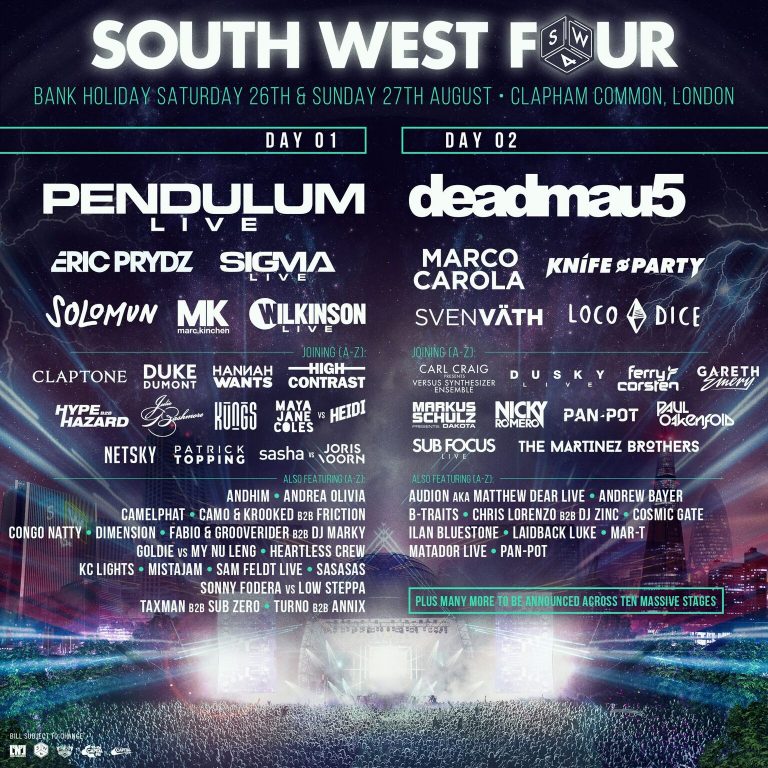 SOUTH WEST FOUR
SW4
BANK HOLIDAY SATURDAY 26TH & SUNDAY 27TH AUGUST • CLAPHAM COMMON, LONDON
DAY 01
PENDULUM
LIVE
ERIC PRYDZ SIGMA
LIVE
SOLOMUN MK WILKINSON
marc.kinchen LIVE
JOINING (A-Z):
CLAPTONE DUKE DUMONT HANNAH WANTS HIGH CONTRAST
HYPE B2B HAZARD Jackmaster KUNGS MAYA JANE COLES VS HEIDI
NETSKY PATRICK TOPPING sasha VS JORIS VOORN
ALSO FEATURING (A-Z):
ANDHIM • ANDREA OLIVIA
CAMELPHAT • CAMO & KROOKED B2B FRICTION
CONGO NATTY • DIMENSION • FABIO & GROOVERIDER B2B DJ MARKY
GOLDIE VS MY NU LENG • HEARTLESS CREW
KC LIGHTS • MISTAJAM • SAM FELDT LIVE • SASASAS
SONNY FODERA VS LOW STEPPA
TAXMAN B2B SUB ZERO • TURNO B2B ANNIX
DAY 02
deadmau5
MARCO CAROLA KNIFE PARTY
SVEN VÄTH LOCO DICE
JOINING (A-Z):
CARL CRAIG PRESENTS VERSUS SYNTHESIZER ENSEMBLE DUSKY LIVE ferry corsten GARETH Emery
MARKUS SCHULZ PRESENTS: DAKOTA NICKY ROMERO PAN-POT PAUL OAKENFOLD
SUB FOCUS LIVE THE MARTINEZ BROTHERS
ALSO FEATURING (A-Z):
AUDION AKA MATTHEW DEAR LIVE • ANDREW BAYER
B-TRAITS • CHRIS LORENZO B2B DJ ZINC • COSMIC GATE
ILAN BLUESTONE • LAIDBACK LUKE • MAR-T
MATADOR LIVE • PAN-POT
PLUS MANY MORE TO BE ANNOUNCED ACROSS TEN MASSIVE STAGES
BILL SUBJECT TO CHANGE